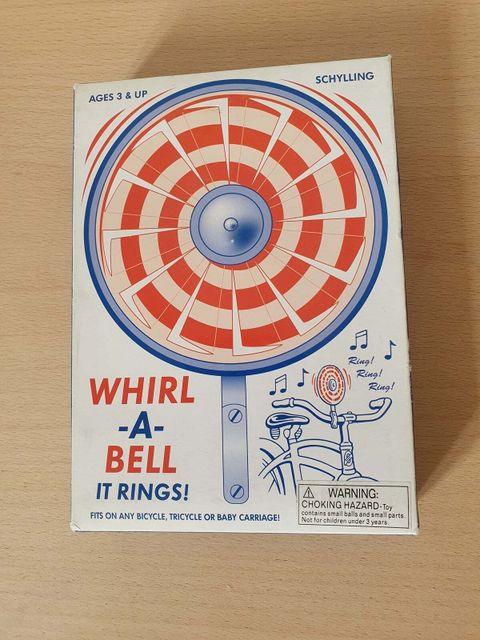 AGES 3 & UP
SCHYLLING
Ring!
Ring!
Ring!
WHIRL
-A-
BELL
IT RINGS!
FITS ON ANY BICYCLE, TRICYCLE OR BABY CARRIAGE!
WARNING:
CHOKING HAZARD-Toy
contains small balls and small parts.
Not for children under 3 years.